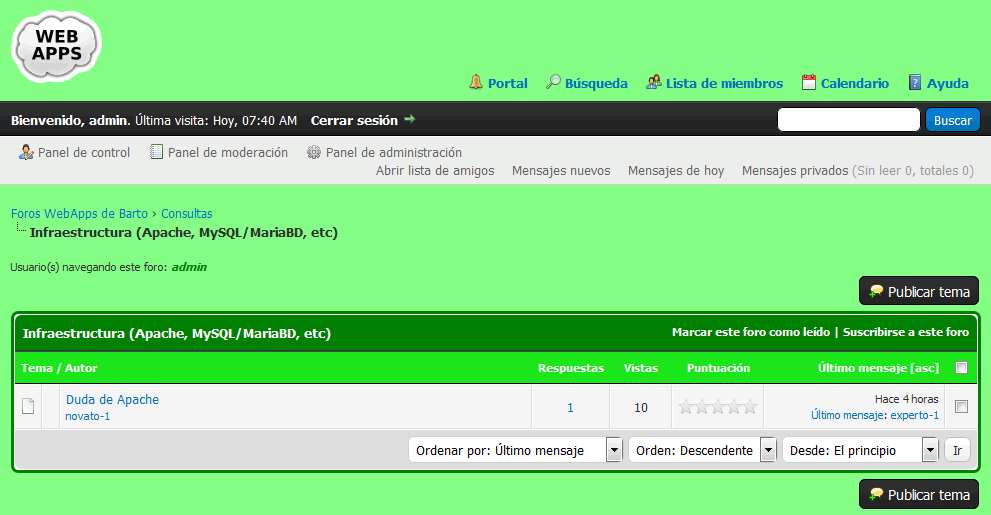 WEB
APPS
Portal Búsqueda Lista de miembros Calendario Ayuda
Bienvenido, admin. Última visita: Hoy, 07:40 AM Cerrar sesión Buscar
Panel de control Panel de moderación Panel de administración
Abrir lista de amigos Mensajes nuevos Mensajes de hoy Mensajes privados (Sin leer 0, totales 0)
Foros WebApps de Barto › Consultas
Infraestructura (Apache, MySQL/MariaBD, etc)
Usuario(s) navegando este foro: admin
Publicar tema
Infraestructura (Apache, MySQL/MariaBD, etc) Marcar este foro como leído | Suscribirse a este foro
Tema / Autor Respuestas Vistas Puntuación Último mensaje [asc]
Duda de Apache 1 10 Hace 4 horas
novato-1 Último mensaje: experto-1
Ordenar por: Último mensaje Orden: Descendente Desde: El principio Ir
Publicar tema